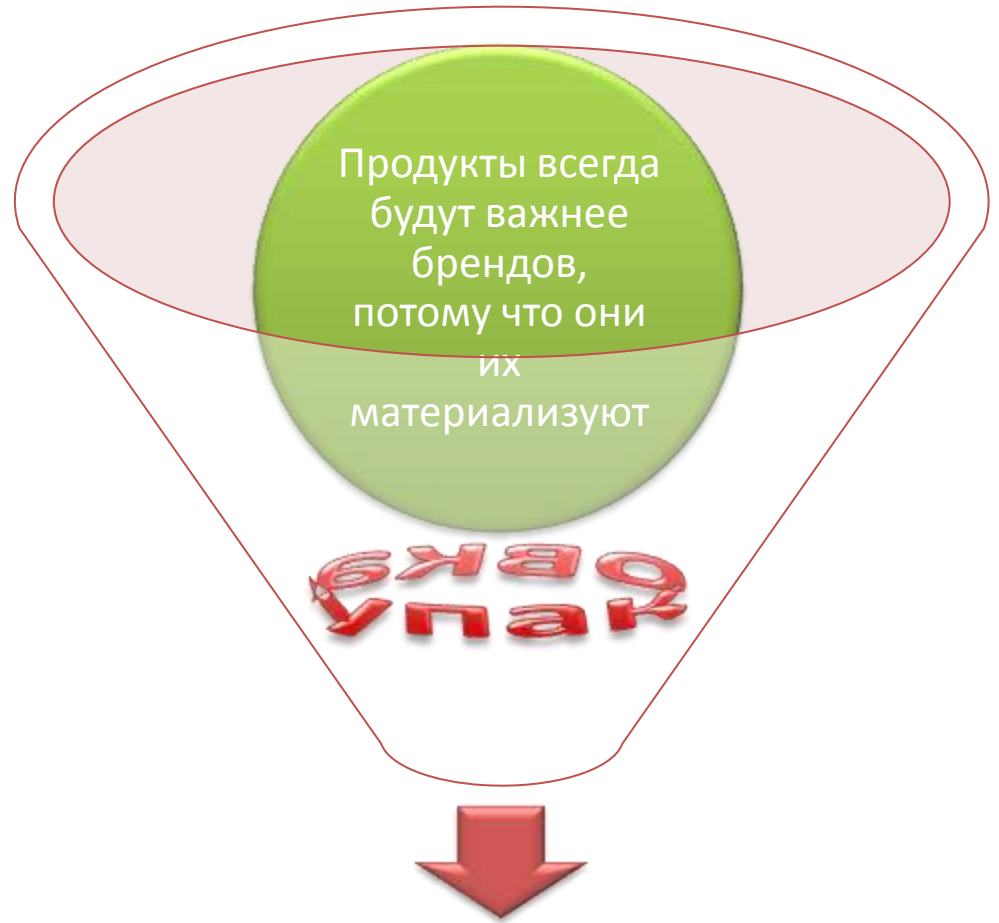 Продукты всегда
будут важнее
брендов,
потому что они
их
материализуют
Упаковка